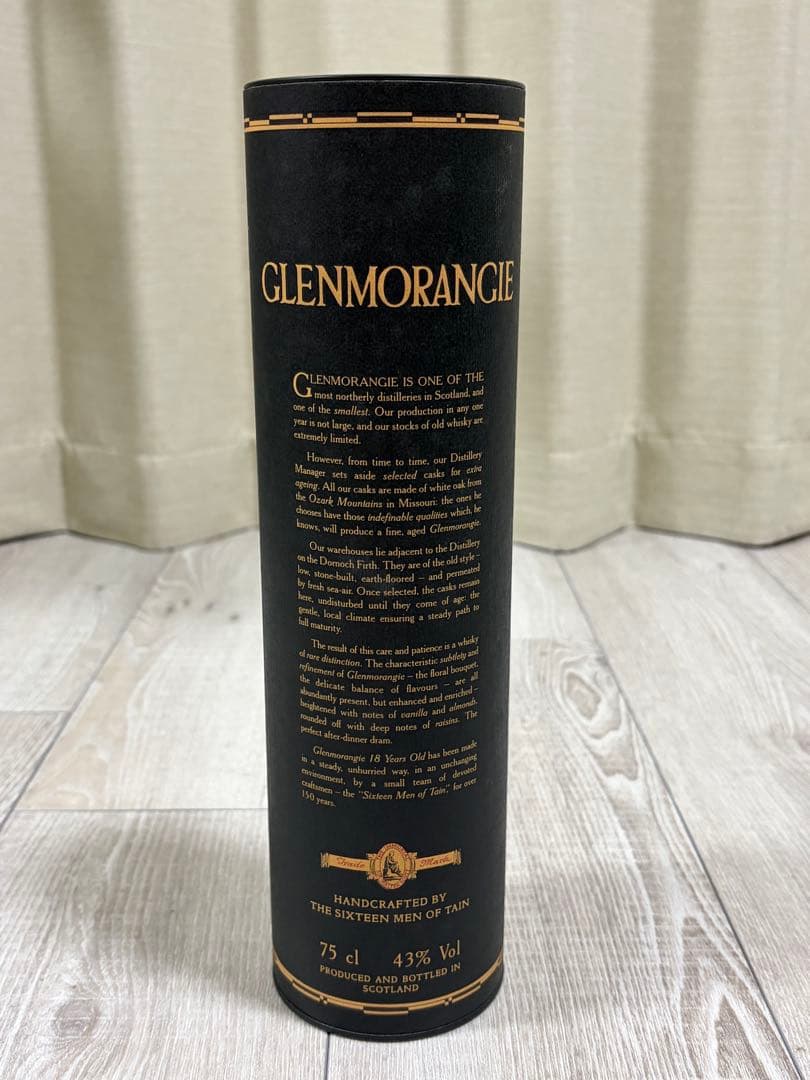 GLENMORANGIE
GLENMORANGIE IS ONE OF THE
most northerly distilleries in Scotland, and
one of the smallest. Our production in any one
year is not large, and our stocks of old whisky are
extremely limited.
However, from time to time, our Distillery
Manager sets aside selected casks for extra
ageing. All our casks are made of white oak from
the Ozark Mountains in Missouri: the ones he
chooses have those indefinable qualities which, he
knows, will produce a fine, aged Glenmorangie.
Our warehouses lie adjacent to the Distillery
on the Dornoch Firth. They are of the old style –
low, stone-built, earth-floored – and permeated
by fresh sea-air. Once selected, the casks remain
here, undisturbed until they come of age: the
gentle, local climate ensuring a steady path to
full maturity.
The result of this care and patience is a whisky
of rare distinction. The characteristic subtlety and
refinement of Glenmorangie – the floral bouquet,
the delicate balance of flavours – are all
abundantly present, but enhanced and enriched –
heightened with notes of vanilla and almonds,
rounded off with deep notes of raisins. The
perfect after-dinner dram.
Glenmorangie 18 Years Old has been made
in a steady, unhurried way, in an unchanging
environment, by a small team of devoted
craftsmen – the "Sixteen Men of Tain," for over
150 years.
Trade Mark
HANDCRAFTED BY
THE SIXTEEN MEN OF TAIN
75 cl 43% Vol
PRODUCED AND BOTTLED IN
SCOTLAND